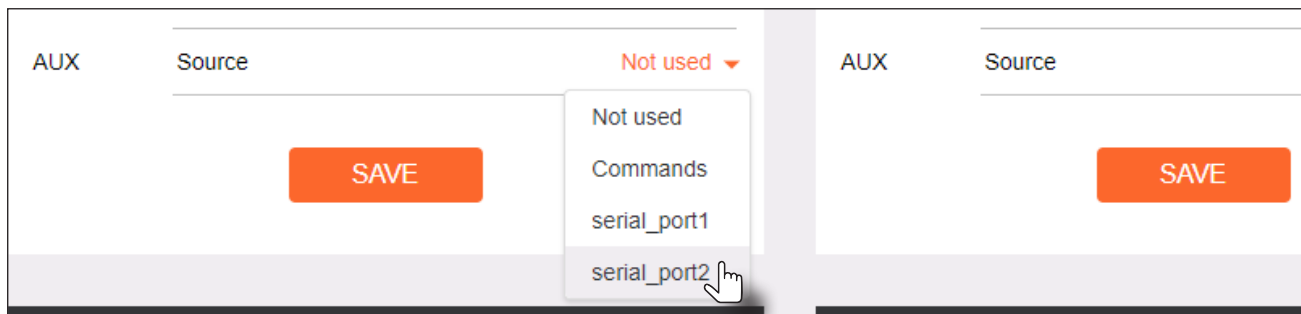 AUX Source Not used AUX Source
Not used
Commands
SAVE SAVE
serial_port1
serial_port2